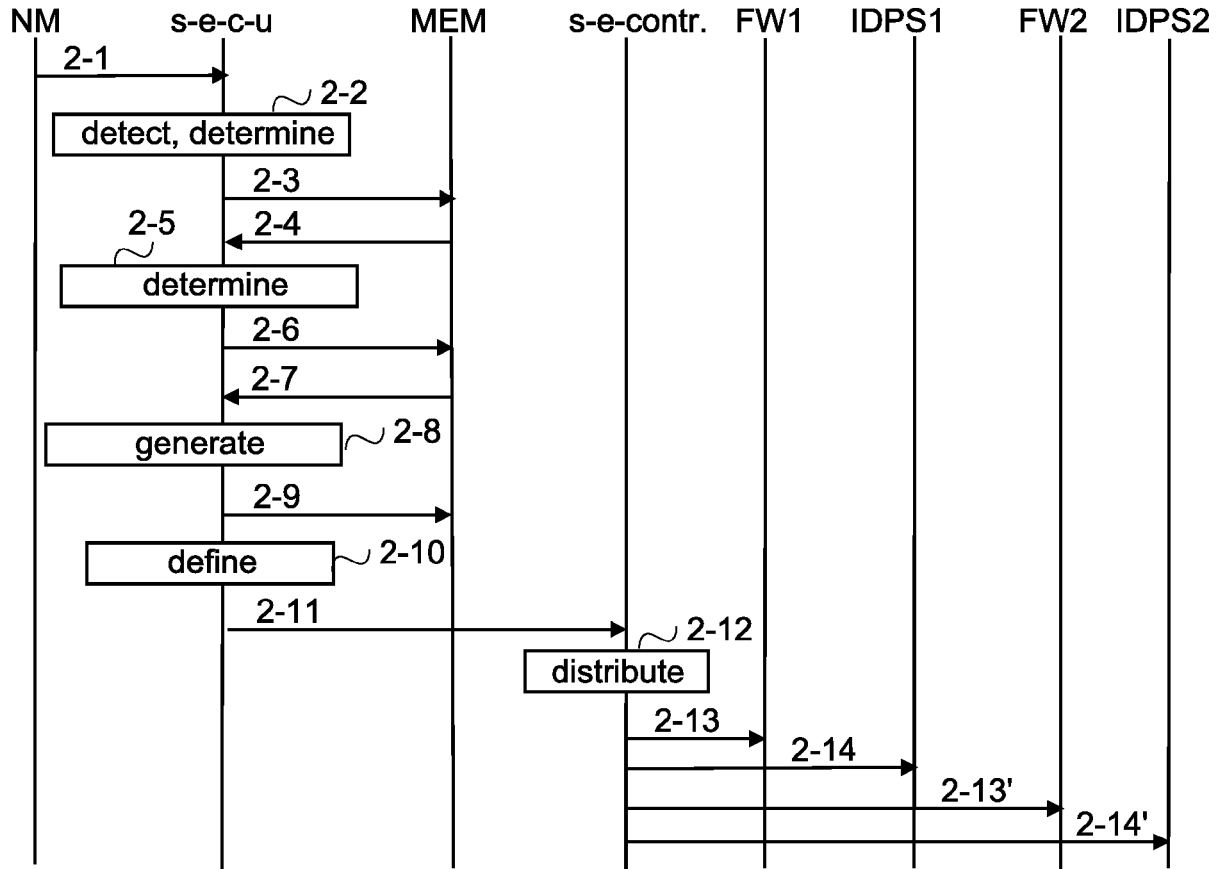 NM s-e-c-u MEM s-e-contr. FW1 IDPS1 FW2 IDPS2
2-1
2-2
detect, determine
2-3
2-4
2-5
determine
2-6
2-7
generate
2-8
2-9
define
2-10
2-11
2-12
distribute
2-13
2-14
2-13'
2-14'